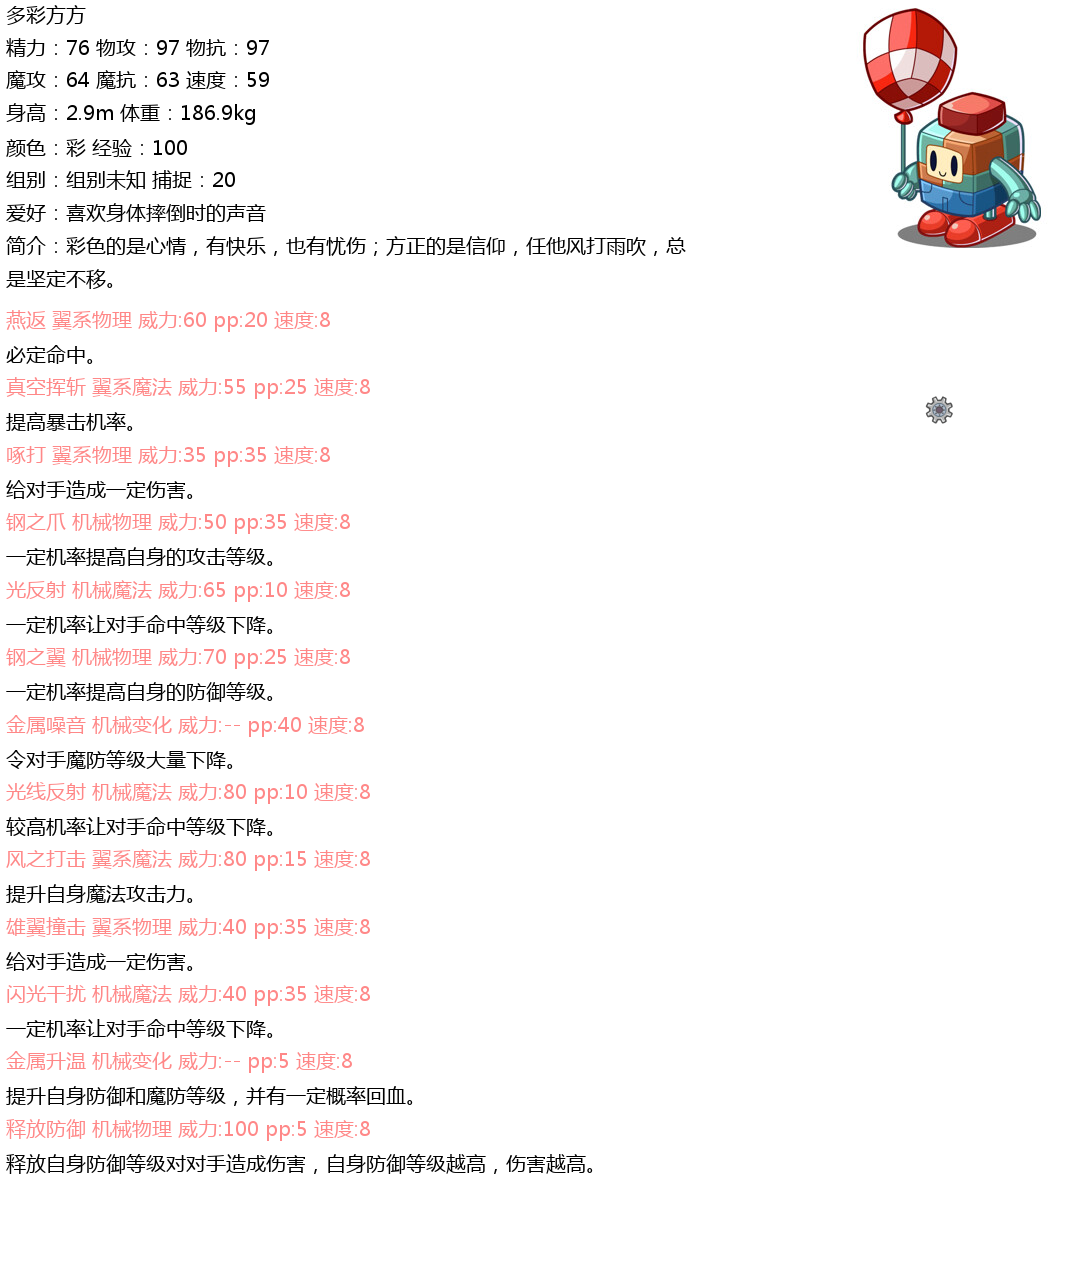 多彩方方
精力：76 物攻：97 物抗：97
魔攻：64 魔抗：63 速度：59
身高：2.9m 体重：186.9kg
颜色：彩 经验：100
组别：组别未知 捕捉：20
爱好：喜欢身体摔倒时的声音
简介：彩色的是心情，有快乐，也有忧伤；方正的是信仰，任他风打雨吹，总
是坚定不移。
燕返 翼系物理 威力:60 pp:20 速度:8
必定命中。
真空挥斩 翼系魔法 威力:55 pp:25 速度:8
提高暴击机率。
啄打 翼系物理 威力:35 pp:35 速度:8
给对手造成一定伤害。
钢之爪 机械物理 威力:50 pp:35 速度:8
一定机率提高自身的攻击等级。
光反射 机械魔法 威力:65 pp:10 速度:8
一定机率让对手命中等级下降。
钢之翼 机械物理 威力:70 pp:25 速度:8
一定机率提高自身的防御等级。
金属噪音 机械变化 威力:-- pp:40 速度:8
令对手魔防等级大量下降。
光线反射 机械魔法 威力:80 pp:10 速度:8
较高机率让对手命中等级下降。
风之打击 翼系魔法 威力:80 pp:15 速度:8
提升自身魔法攻击力。
雄翼撞击 翼系物理 威力:40 pp:35 速度:8
给对手造成一定伤害。
闪光干扰 机械魔法 威力:40 pp:35 速度:8
一定机率让对手命中等级下降。
金属升温 机械变化 威力:-- pp:5 速度:8
提升自身防御和魔防等级，并有一定概率回血。
释放防御 机械物理 威力:100 pp:5 速度:8
释放自身防御等级对对手造成伤害，自身防御等级越高，伤害越高。